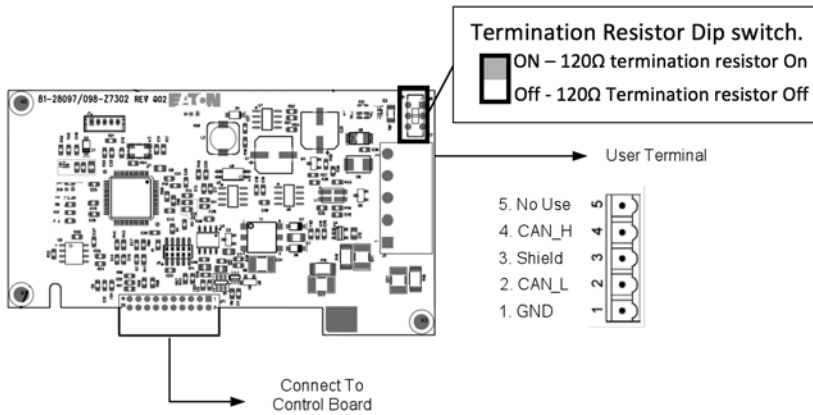 Termination Resistor Dip switch.
ON – 120Ω termination resistor On
Off - 120Ω Termination resistor Off
81-28097/098-Z7302 REV 002 EATON
User Terminal
5. No Use 5
4. CAN_H 4
3. Shield 3
2. CAN_L 2
1. GND 1
Connect To
Control Board